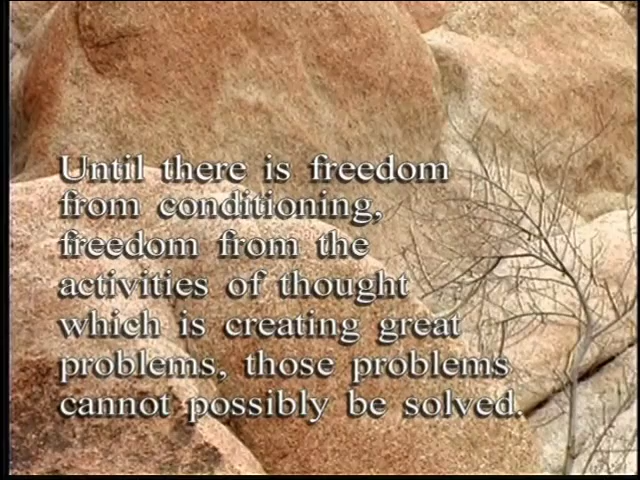 Until there is freedom
from conditioning,
freedom from the
activities of thought
which is creating great
problems, those problems
cannot possibly be solved.